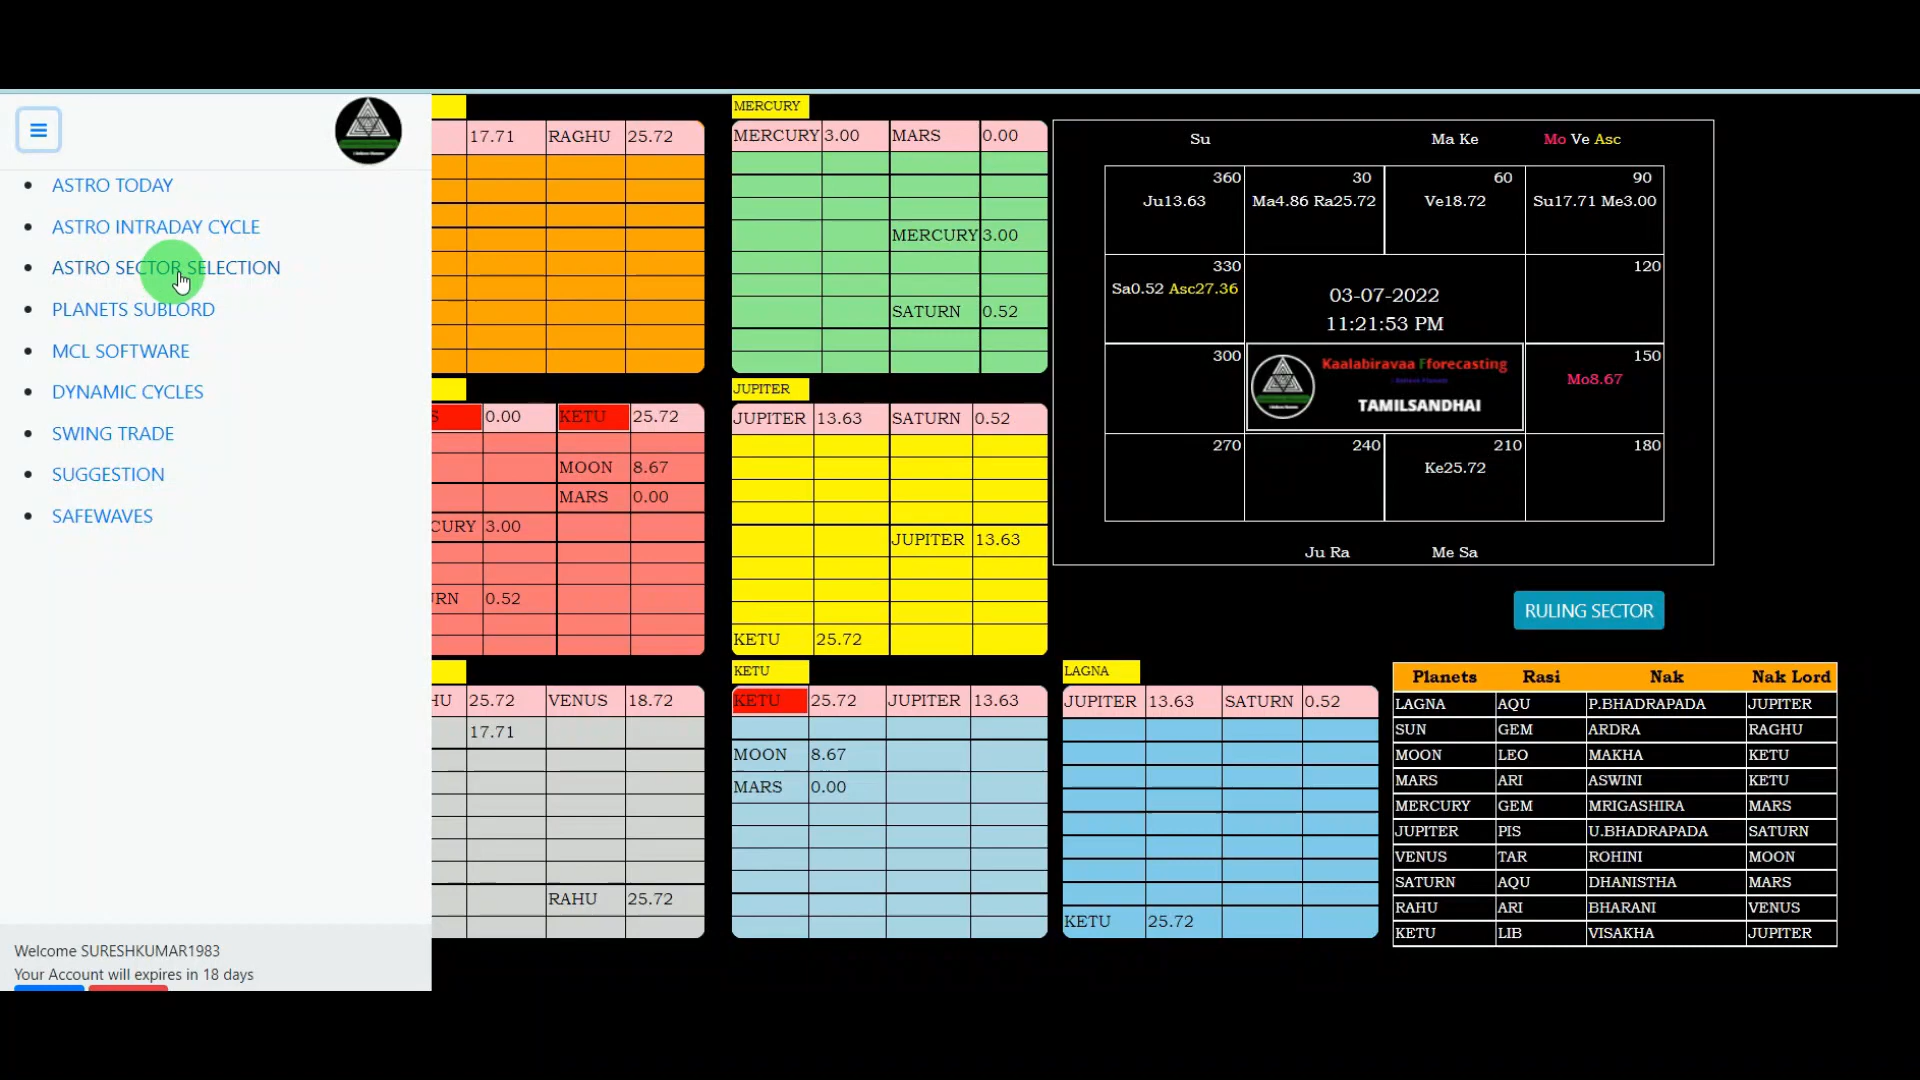 ASTRO TODAY
ASTRO INTRADAY CYCLE
ASTRO SECTOR SELECTION
PLANETS SUBLORD
MCL SOFTWARE
DYNAMIC CYCLES
SWING TRADE
SUGGESTION
SAFEWAVES
Welcome SURESHKUMAR1983
Your Account will expires in 18 days
17.71 RAGHU 25.72
MERCURY
MERCURY 3.00 MARS 0.00
MERCURY 3.00
SATURN 0.52
S 0.00 KETU 25.72
MOON 8.67
MARS 0.00
CURY 3.00
RN 0.52
JUPITER
JUPITER 13.63 SATURN 0.52
JUPITER 13.63
KETU 25.72
HU 25.72 VENUS 18.72
17.71
RAHU 25.72
KETU
KETU 25.72 JUPITER 13.63
MOON 8.67
MARS 0.00
LAGNA
JUPITER 13.63 SATURN 0.52
KETU 25.72
Su Ma Ke Mo Ve Asc
360 30 60 90
Ju13.63 Ma4.86 Ra25.72 Ve18.72 Su17.71 Me3.00
330 120
Sa0.52 Asc27.36
03-07-2022
11:21:53 PM
300 150
Kaalabiravaa Fforecasting
TAMILSANDHAI
Mo8.67
270 240 210 180
Ke25.72
Ju Ra Me Sa
RULING SECTOR
Planets Rasi Nak Nak Lord
LAGNA AQU P.BHADRAPADA JUPITER
SUN GEM ARDRA RAGHU
MOON LEO MAKHA KETU
MARS ARI ASWINI KETU
MERCURY GEM MRIGASHIRA MARS
JUPITER PIS U.BHADRAPADA SATURN
VENUS TAR ROHINI MOON
SATURN AQU DHANISTHA MARS
RAHU ARI BHARANI VENUS
KETU LIB VISAKHA JUPITER